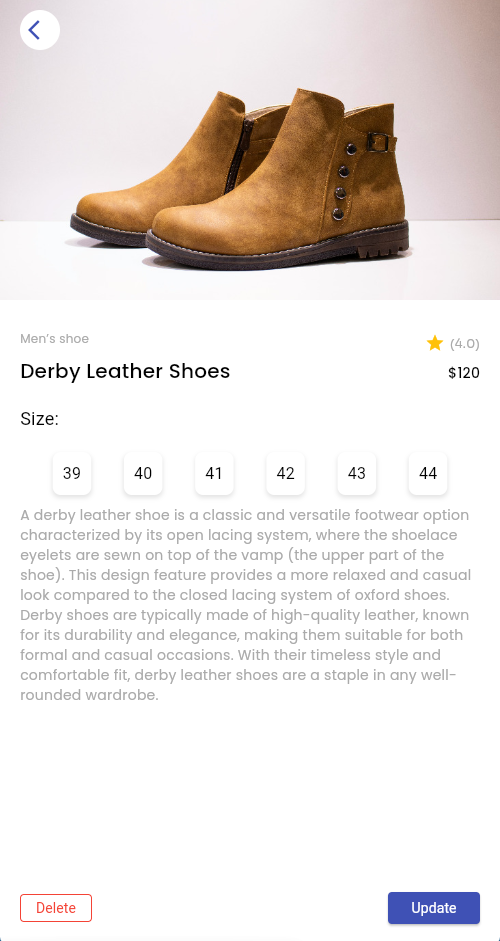 Men's shoe
(4.0)
Derby Leather Shoes
$120
Size:
39 40 41 42 43 44
A derby leather shoe is a classic and versatile footwear option
characterized by its open lacing system, where the shoelace
eyelets are sewn on top of the vamp (the upper part of the
shoe). This design feature provides a more relaxed and casual
look compared to the closed lacing system of oxford shoes.
Derby shoes are typically made of high-quality leather, known
for its durability and elegance, making them suitable for both
formal and casual occasions. With their timeless style and
comfortable fit, derby leather shoes are a staple in any well-
rounded wardrobe.
Delete
Update